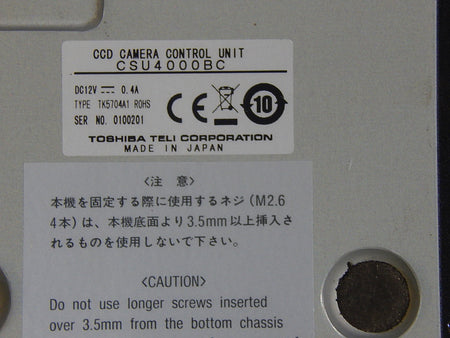 CCD CAMERA CONTROL UNIT
CSU4000BC
DC12V ⎓ 0.4A
TYPE TK5704A1 ROHS
SER NO. 0100201
CE
10
TOSHIBA TELI CORPORATION
MADE IN JAPAN
<注 意>
本機を固定する際に使用するネジ(M2.6
4本)は、本機底面より3.5mm以上挿入さ
れるものを使用しないで下さい。
<CAUTION>
Do not use longer screws inserted
over 3.5mm from the bottom chassis